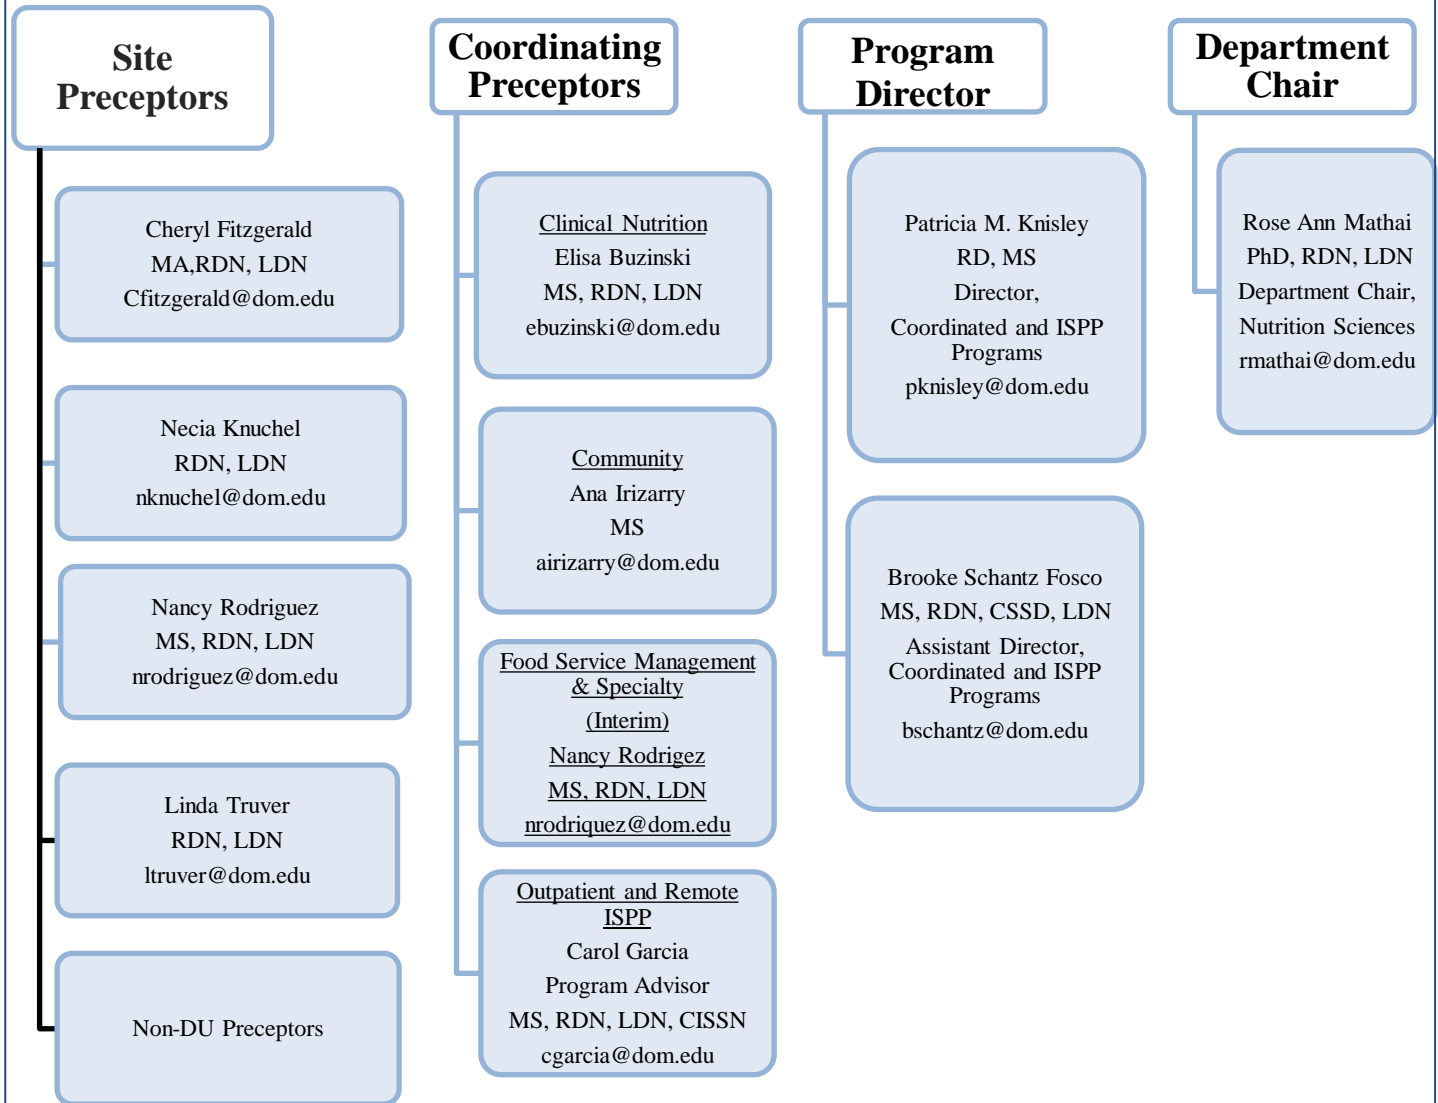 Site
Preceptors
Cheryl Fitzgerald
MA,RDN, LDN
Cfitzgerald@dom.edu
Necia Knuchel
RDN, LDN
nknuchel@dom.edu
Nancy Rodriguez
MS, RDN, LDN
nrodriguez@dom.edu
Linda Truver
RDN, LDN
ltruver@dom.edu
Non-DU Preceptors
Coordinating
Preceptors
Clinical Nutrition
Elisa Buzinski
MS, RDN, LDN
ebuzinski@dom.edu
Community
Ana Irizarry
MS
airizarry@dom.edu
Food Service Management
& Specialty
(Interim)
Nancy Rodrigez
MS, RDN, LDN
nrodriquez@dom.edu
Outpatient and Remote
ISPP
Carol Garcia
Program Advisor
MS, RDN, LDN, CISSN
cgarcia@dom.edu
Program
Director
Patricia M. Knisley
RD, MS
Director,
Coordinated and ISPP
Programs
pknisley@dom.edu
Brooke Schantz Fosco
MS, RDN, CSSD, LDN
Assistant Director,
Coordinated and ISPP
Programs
bschantz@dom.edu
Department
Chair
Rose Ann Mathai
PhD, RDN, LDN
Department Chair,
Nutrition Sciences
rmathai@dom.edu